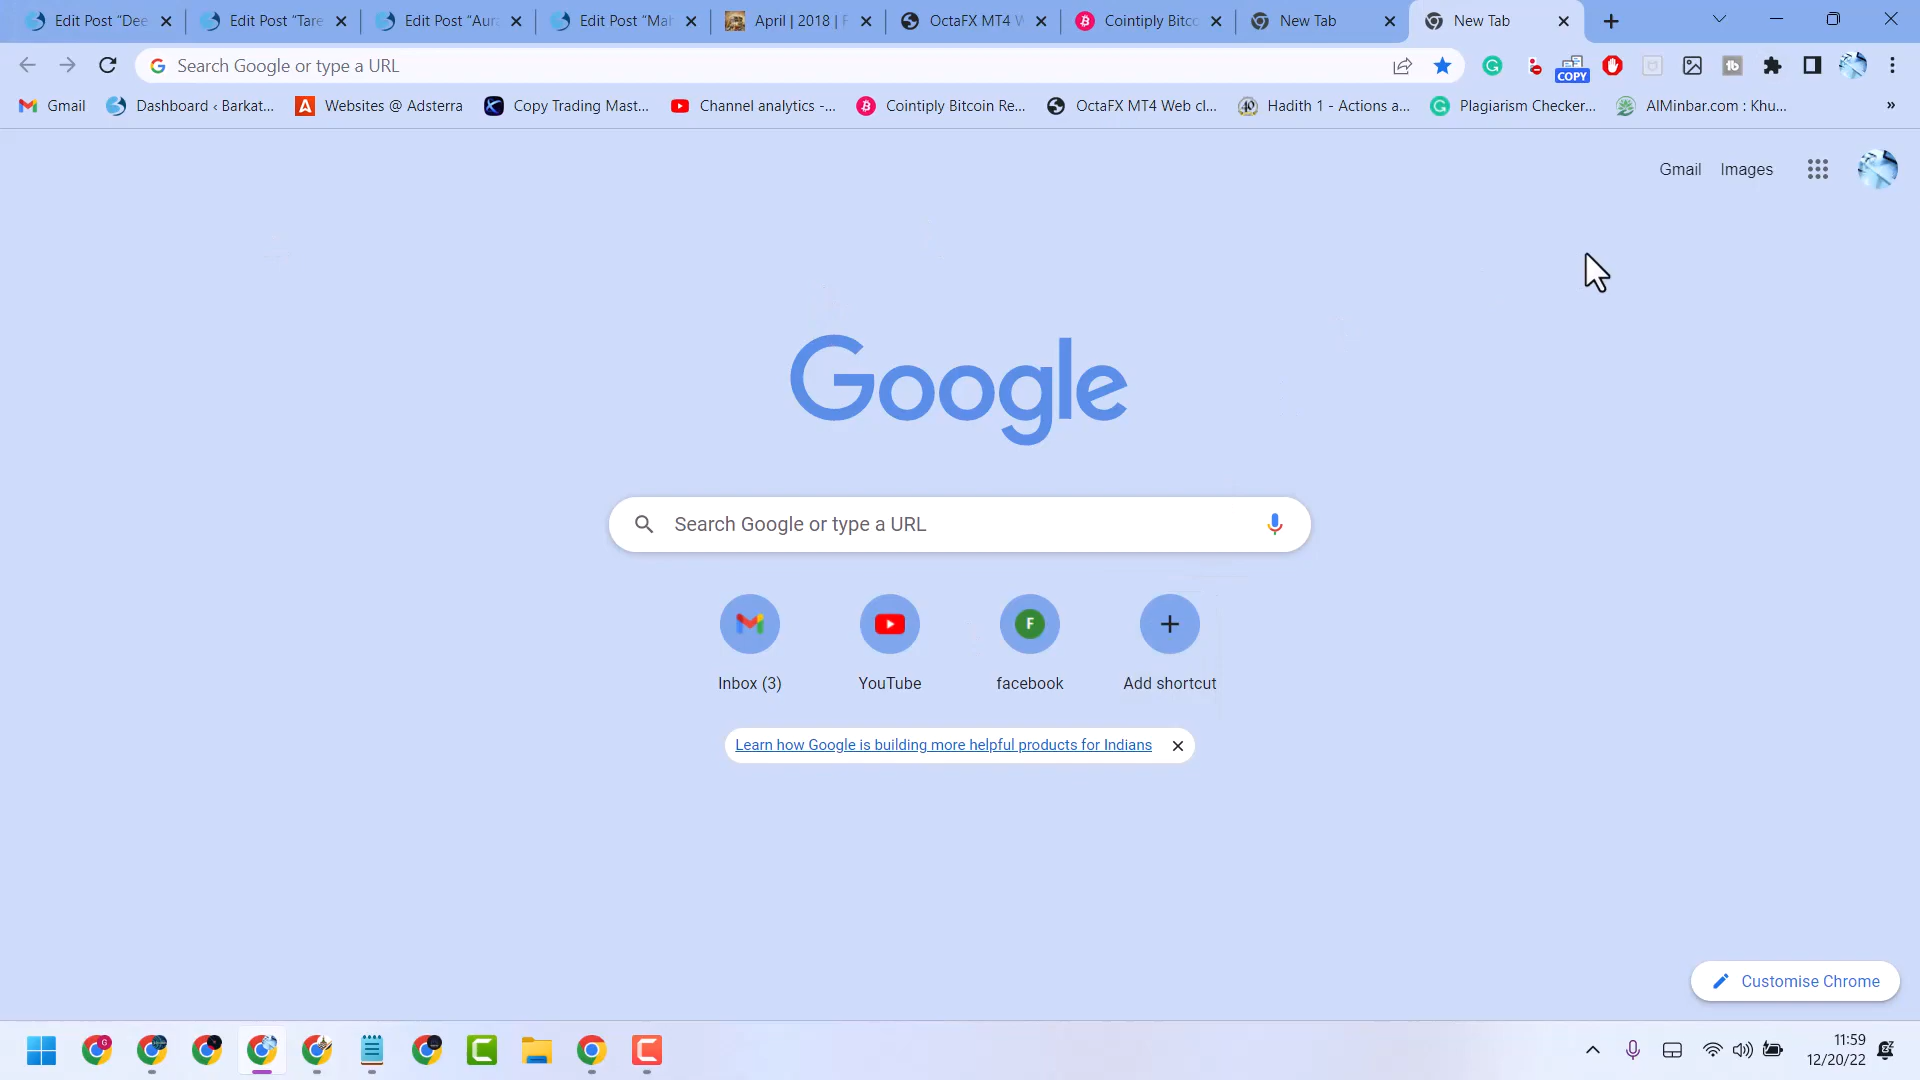 Edit Post “Dee
Edit Post “Tare
Edit Post “Aura
Edit Post “Mah
April | 2018 |
OctaFX MT4 W
Cointiply Bitco
New Tab
New Tab
Search Google or type a URL
COPY
tb
Gmail
Dashboard ‹ Barkat...
Websites @ Adsterra
Copy Trading Mast...
Channel analytics -...
Cointiply Bitcoin Re...
OctaFX MT4 Web cl...
40
Hadith 1 - Actions a...
Plagiarism Checker...
AlMinbar.com : Khu...
»
Gmail
Images
Google
Search Google or type a URL
F
Inbox (3)
YouTube
facebook
Add shortcut
Learn how Google is building more helpful products for Indians
Customise Chrome
11:59
12/20/22